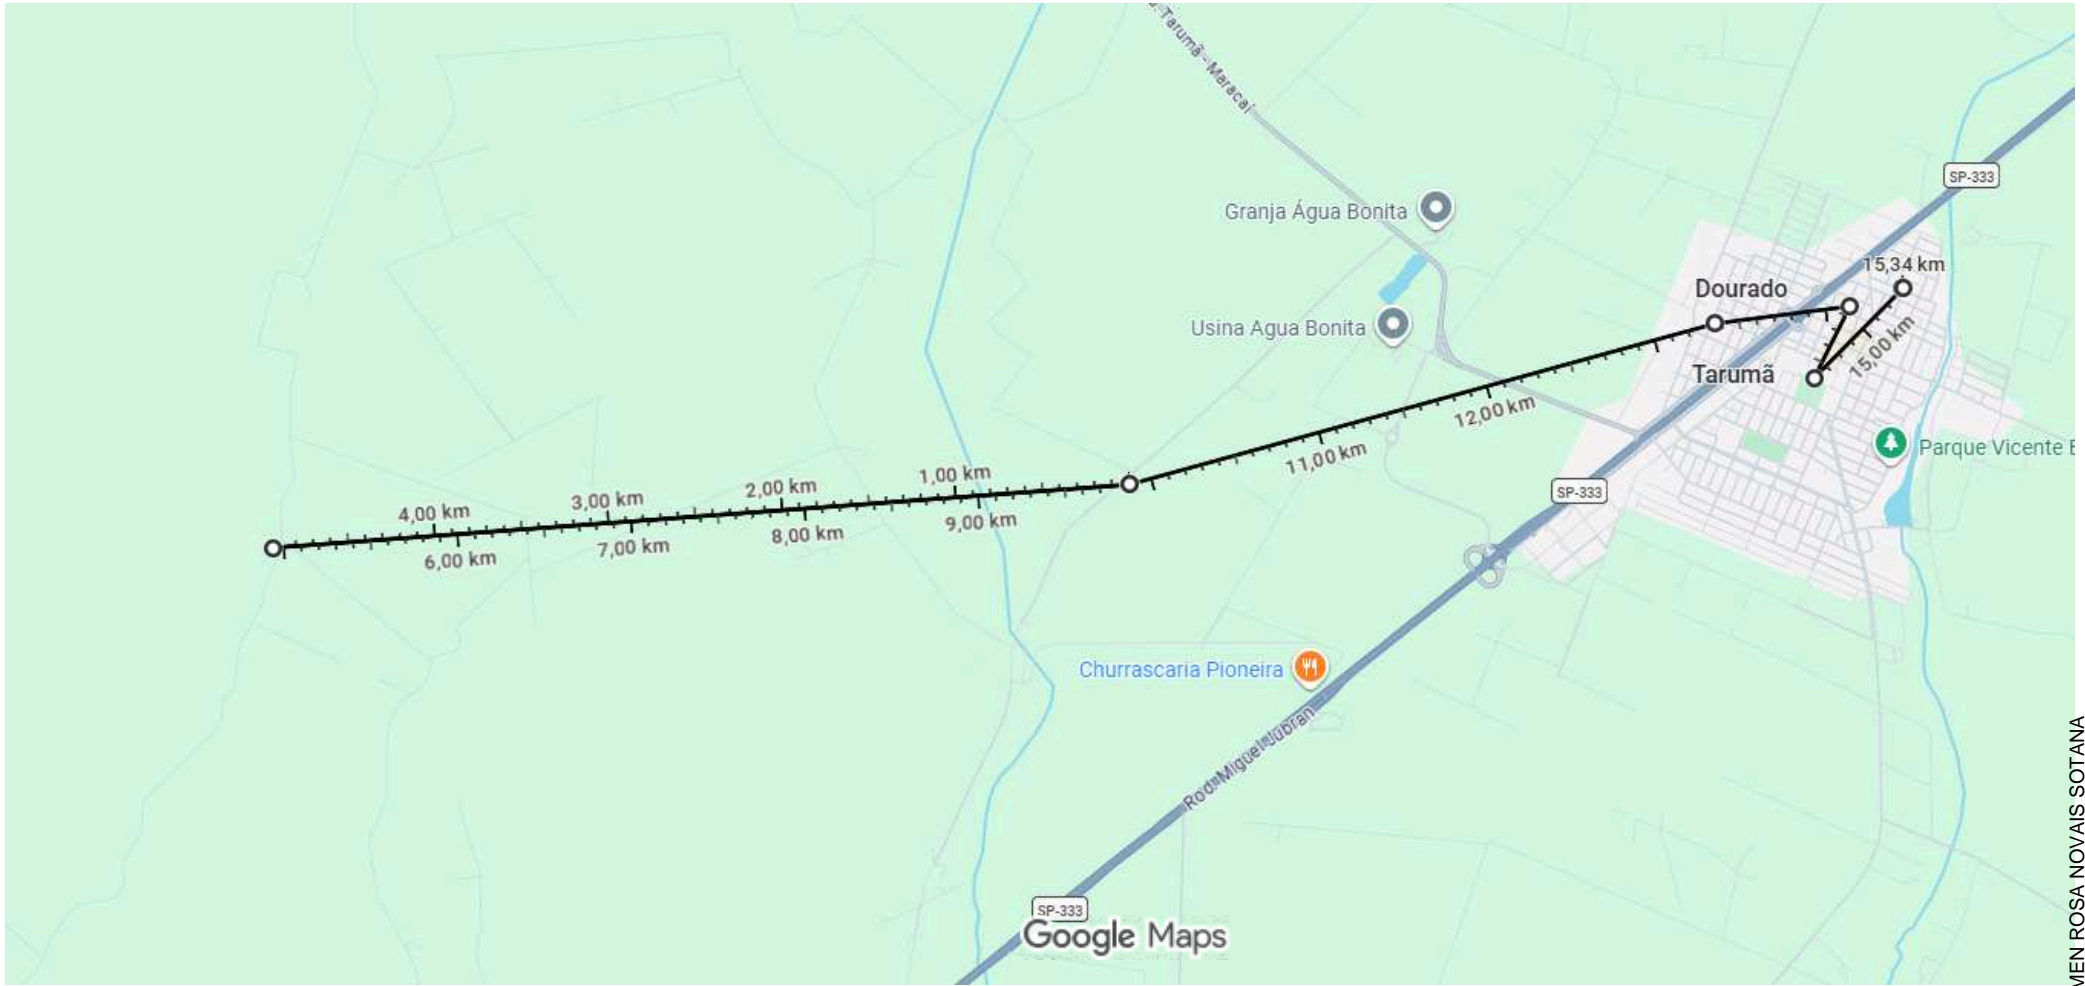 Tarumã - Maracaí
SP-333
Granja Água Bonita
15,34 km
Dourado
Usina Agua Bonita
15,00 km
Tarumã
12,00 km
Parque Vicente
11,00 km
1,00 km
2,00 km
3,00 km
4,00 km
SP-333
9,00 km
8,00 km
7,00 km
6,00 km
Churrascaria Pioneira
Rod. Miguel Jubran
SP-333
Google Maps
MEN ROSA NOVAIS SOTANA